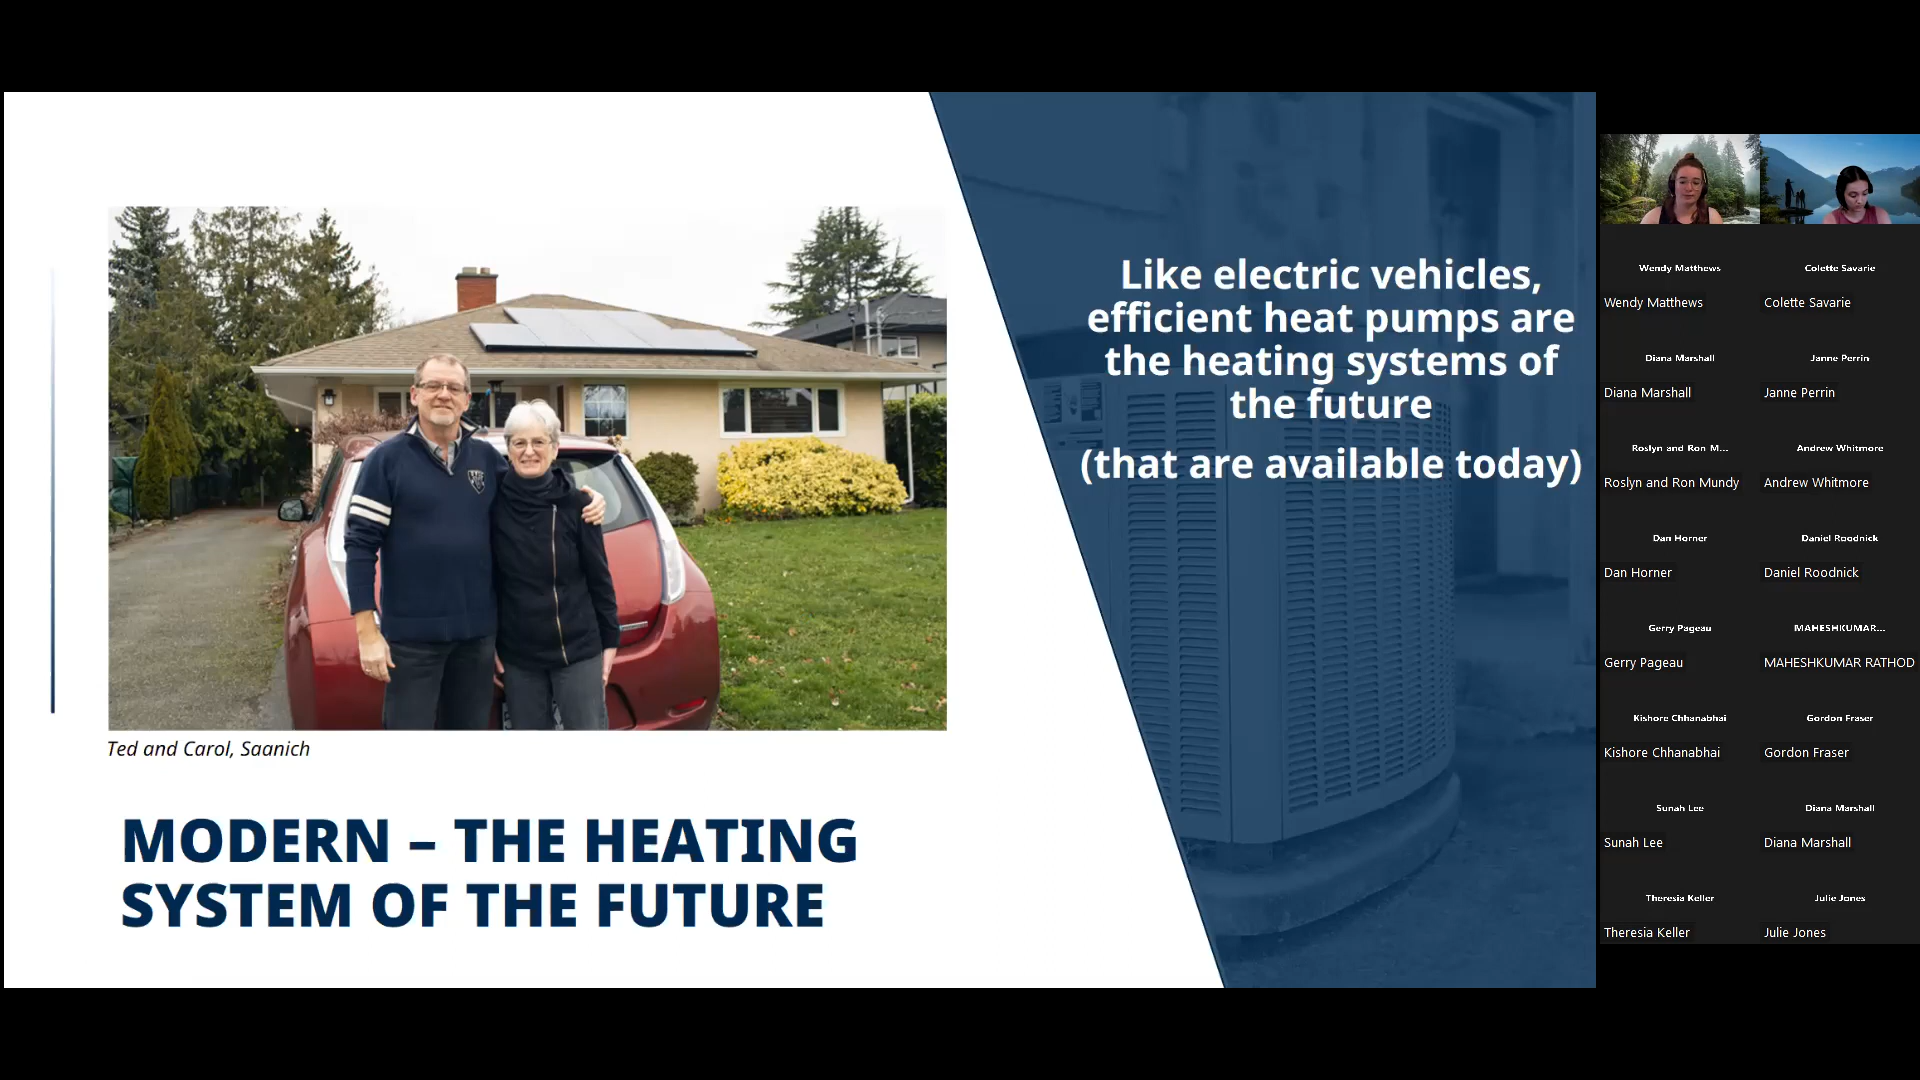 Like electric vehicles,
efficient heat pumps are
the heating systems of
the future
(that are available today)
Ted and Carol, Saanich
MODERN – THE HEATING
SYSTEM OF THE FUTURE
Wendy Matthews
Colette Savarie
Wendy Matthews
Colette Savarie
Diana Marshall
Janne Perrin
Diana Marshall
Janne Perrin
Roslyn and Ron M...
Andrew Whitmore
Roslyn and Ron Mundy
Andrew Whitmore
Dan Horner
Daniel Roodnick
Dan Horner
Daniel Roodnick
Gerry Pageau
MAHESHKUMAR...
Gerry Pageau
MAHESHKUMAR RATHOD
Kishore Chhanabhai
Gordon Fraser
Kishore Chhanabhai
Gordon Fraser
Sunah Lee
Diana Marshall
Sunah Lee
Diana Marshall
Theresia Keller
Julie Jones
Theresia Keller
Julie Jones